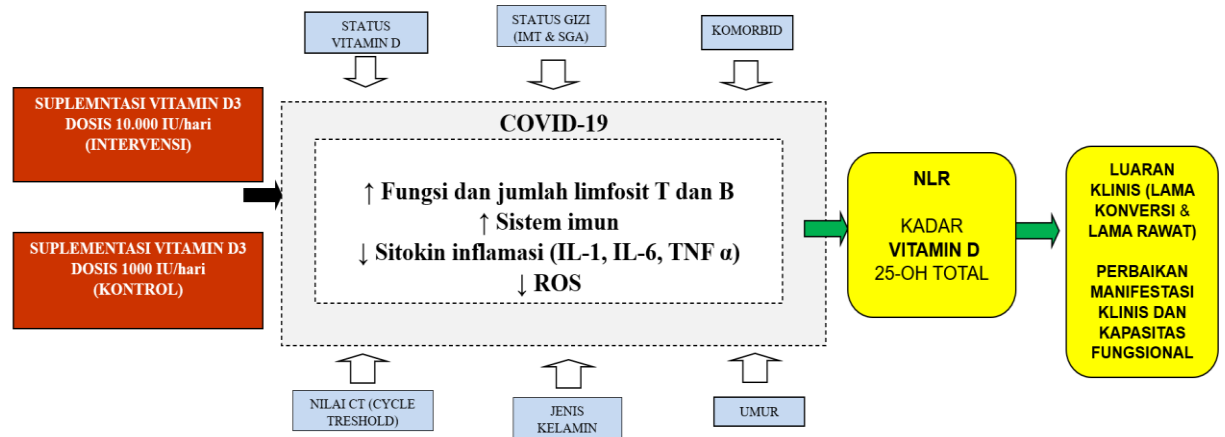 STATUS
VITAMIN D
STATUS GIZI
(IMT & SGA)
KOMORBID
SUPLEMNTASI VITAMIN D3
DOSIS 10.000 IU/hari
(INTERVENSI)
SUPLEMENTASI VITAMIN D3
DOSIS 1000 IU/hari
(KONTROL)
COVID-19
↑ Fungsi dan jumlah limfosit T dan B
↑ Sistem imun
↓ Sitokin inflamasi (IL-1, IL-6, TNF α)
↓ ROS
NLR
KADAR
VITAMIN D
25-OH TOTAL
LUARAN
KLINIS (LAMA
KONVERSI &
LAMA RAWAT)
PERBAIKAN
MANIFESTASI
KLINIS DAN
KAPASITAS
FUNGSIONAL
NILAI CT (CYCLE
TRESHOLD)
JENIS
KELAMIN
UMUR